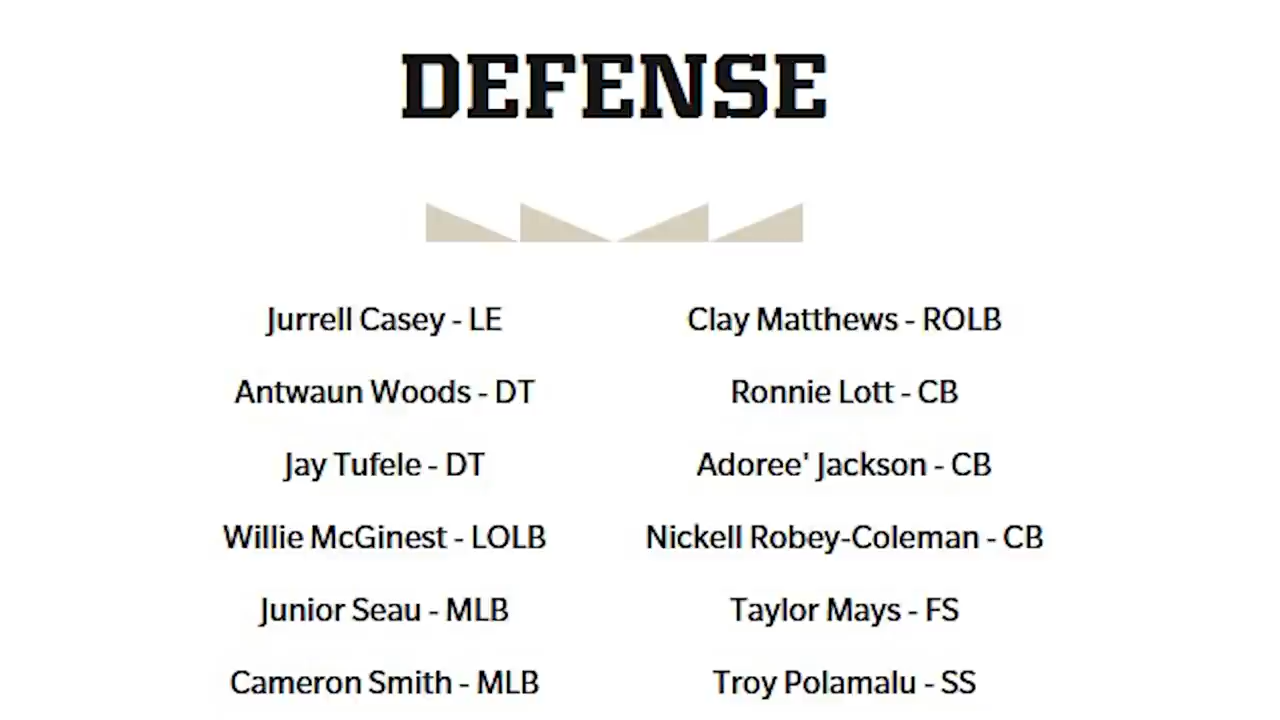 DEFENSE
Jurrell Casey - LE
Antwaun Woods - DT
Jay Tufele - DT
Willie McGinest - LOLB
Junior Seau - MLB
Cameron Smith - MLB
Clay Matthews - ROLB
Ronnie Lott - CB
Adoree' Jackson - CB
Nickell Robey-Coleman - CB
Taylor Mays - FS
Troy Polamalu - SS